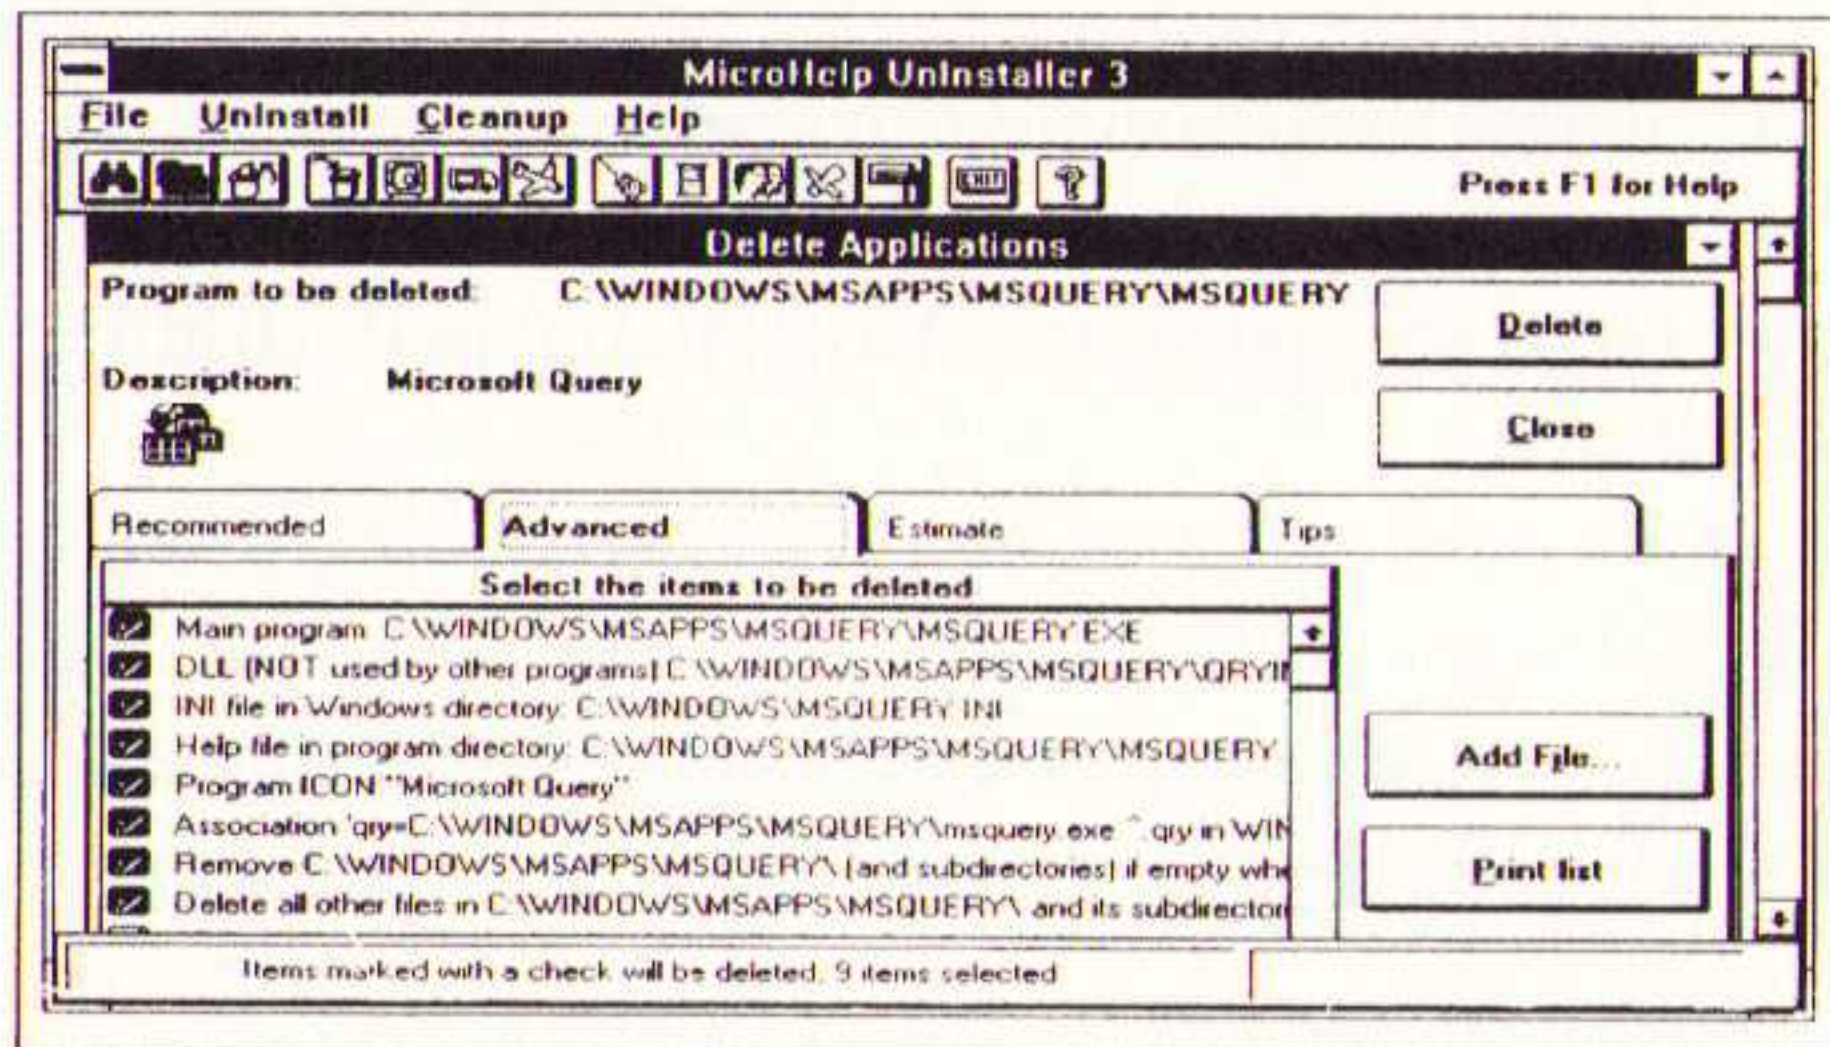 MicroHelp UnInstaller 3
File Uninstall Cleanup Help
EXIT ? Press F1 for Help
Delete Applications
Program to be deleted: C:\WINDOWS\MSAPPS\MSQUERY\MSQUERY
Delete
Description: Microsoft Query
Close
Recommended Advanced Estimate Tips
Select the items to be deleted
Main program: C:\WINDOWS\MSAPPS\MSQUERY\MSQUERY.EXE
DLL (NOT used by other programs) C:\WINDOWS\MSAPPS\MSQUERY\QRYIN
INI file in Windows directory: C:\WINDOWS\MSQUERY.INI
Help file in program directory: C:\WINDOWS\MSAPPS\MSQUERY\MSQUERY.
Add File...
Program ICON "Microsoft Query"
Association 'qry=C:\WINDOWS\MSAPPS\MSQUERY\msquery.exe ^.qry in WIN
Remove C:\WINDOWS\MSAPPS\MSQUERY\ (and subdirectories) if empty whe
Print list
Delete all other files in C:\WINDOWS\MSAPPS\MSQUERY\ and its subdirector
Items marked with a check will be deleted. 9 items selected